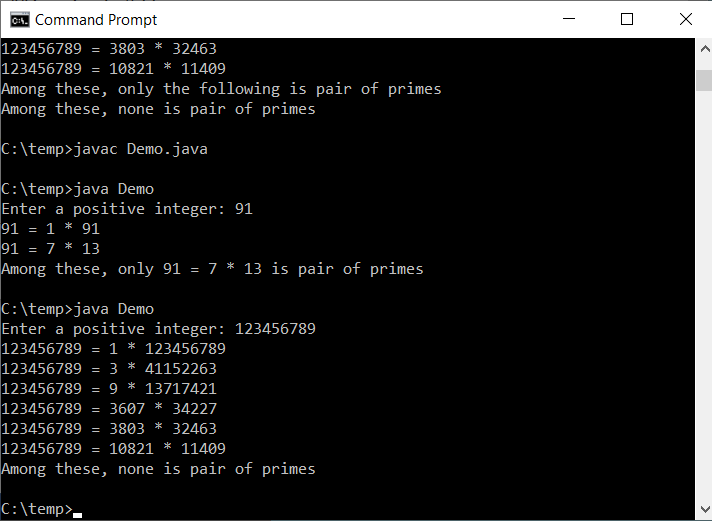 Command Prompt
123456789 = 3803 * 32463
123456789 = 10821 * 11409
Among these, only the following is pair of primes
Among these, none is pair of primes
C:\temp>javac Demo.java
C:\temp>java Demo
Enter a positive integer: 91
91 = 1 * 91
91 = 7 * 13
Among these, only 91 = 7 * 13 is pair of primes
C:\temp>java Demo
Enter a positive integer: 123456789
123456789 = 1 * 123456789
123456789 = 3 * 41152263
123456789 = 9 * 13717421
123456789 = 3607 * 34227
123456789 = 3803 * 32463
123456789 = 10821 * 11409
Among these, none is pair of primes
C:\temp>